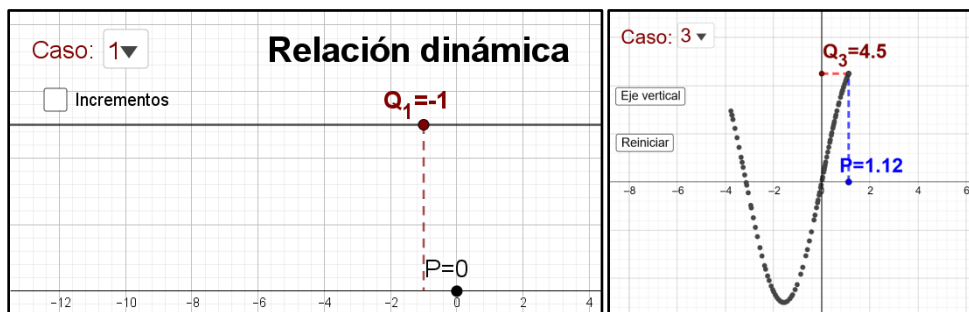 Caso: 1
Relación dinámica
Incrementos
Q1=-1
P=0
-12 -10 -8 -6 -4 -2 0 2 4
Caso: 3
Q3=4.5
Eje vertical
Reiniciar
P=1.12
-8 -6 -4 -2 0 2 4 6